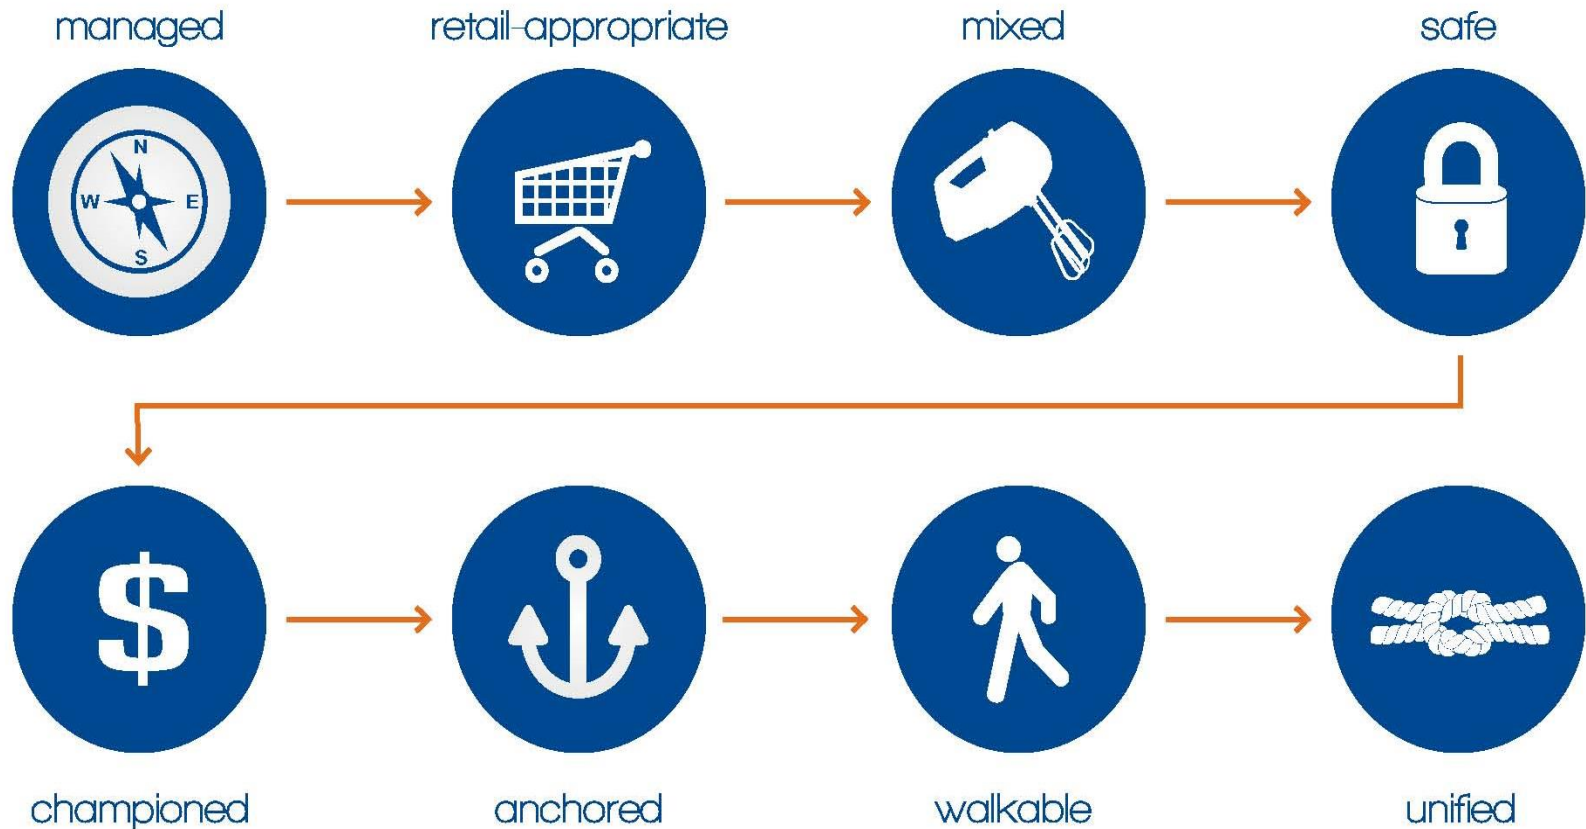 managed
retail-appropriate
mixed
safe
N
W
E
S
$
championed
anchored
walkable
unified